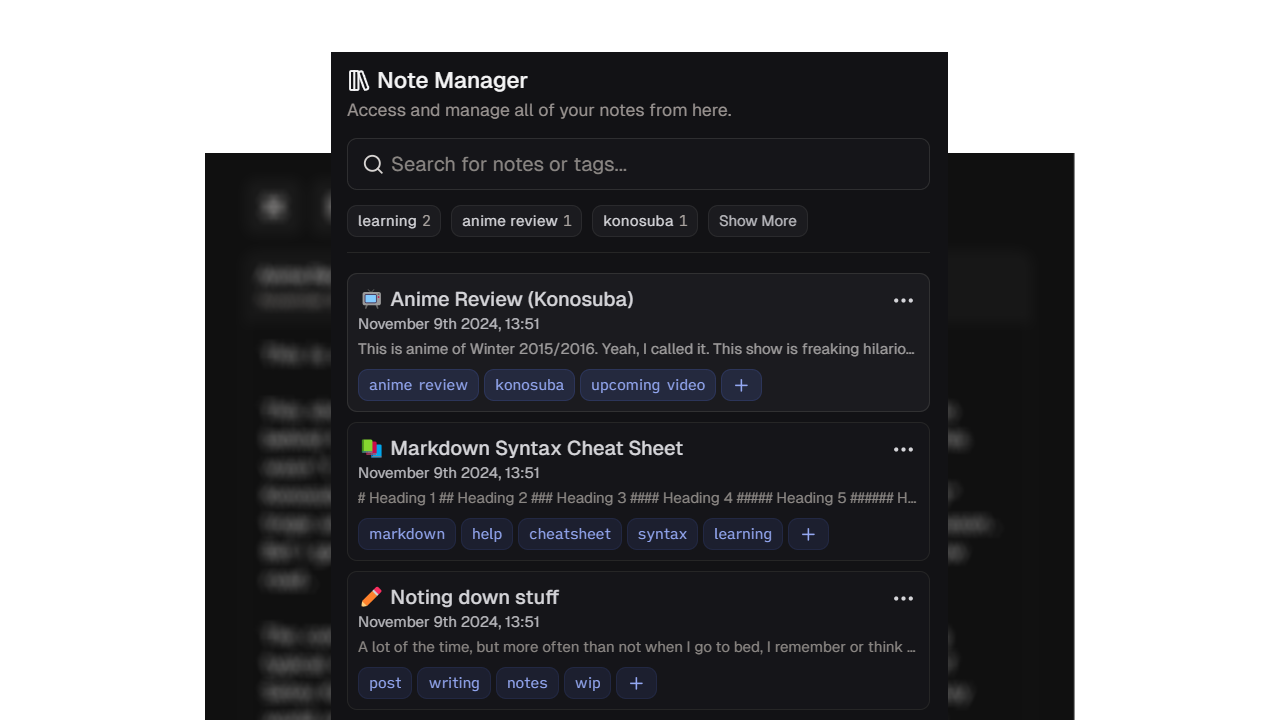 Note Manager
Access and manage all of your notes from here.
Search for notes or tags...
learning 2 anime review 1 konosuba 1 Show More
Anime Review (Konosuba)
November 9th 2024, 13:51
This is anime of Winter 2015/2016. Yeah, I called it. This show is freaking hilario...
anime review konosuba upcoming video +
Markdown Syntax Cheat Sheet
November 9th 2024, 13:51
# Heading 1 ## Heading 2 ### Heading 3 #### Heading 4 ##### Heading 5 ###### H...
markdown help cheatsheet syntax learning +
Noting down stuff
November 9th 2024, 13:51
A lot of the time, but more often than not when I go to bed, I remember or think ...
post writing notes wip +